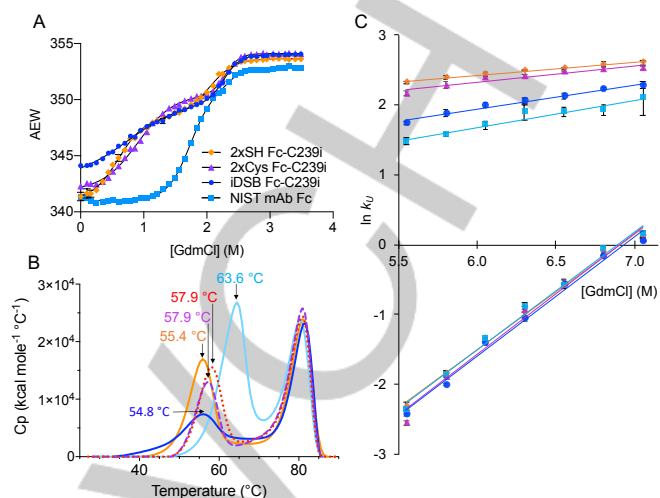 A
355
350
345
340
AEW
0
1
2
3
4
[GdmCl] (M)
2xSH Fc-C239i
2xCys Fc-C239i
iDSB Fc-C239i
NIST mAb Fc
B
3×10⁴
2×10⁴
1×10⁴
0
Cp (kcal mole⁻¹ °C⁻¹)
63.6 °C
57.9 °C
57.9 °C
55.4 °C
54.8 °C
40
60
80
Temperature (°C)
C
3
2
1
0
-1
-2
-3
ln kU
5.5
6.0
6.5
7.0
[GdmCl] (M)